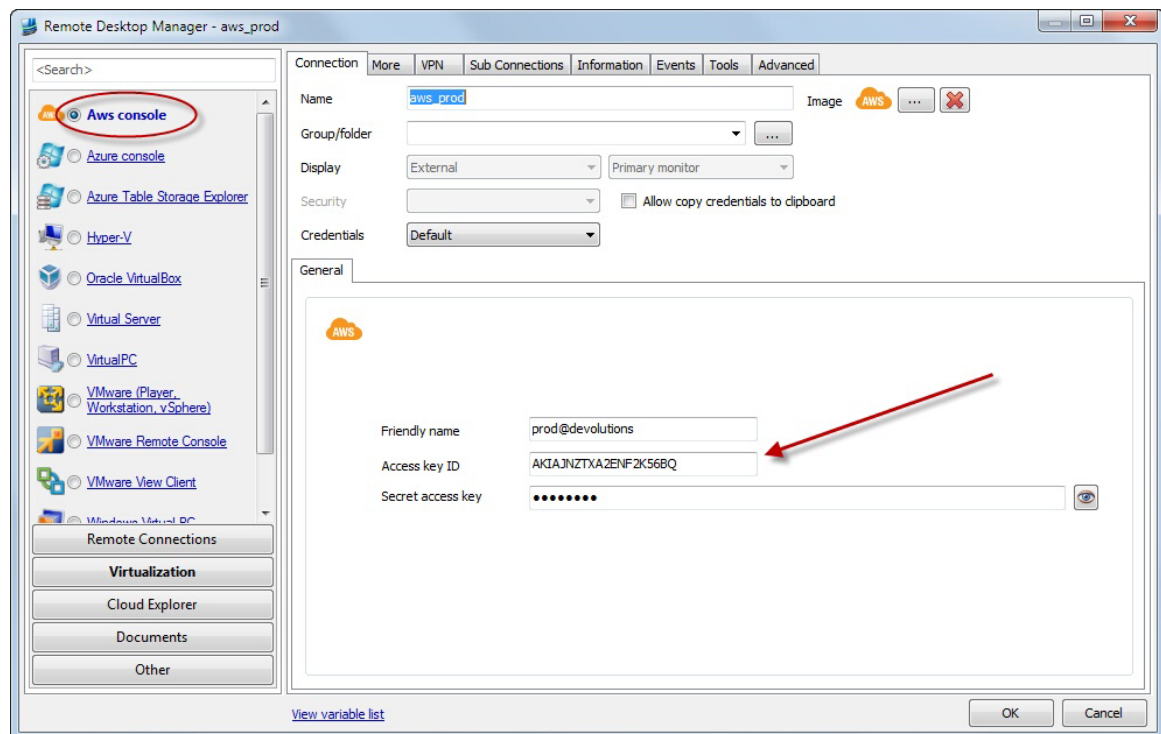 Remote Desktop Manager - aws_prod
<Search>
Aws console
Azure console
Azure Table Storage Explorer
Hyper-V
Oracle VirtualBox
Virtual Server
VirtualPC
VMware (Player,
Workstation, vSphere)
VMware Remote Console
VMware View Client
Windows Virtual PC
Remote Connections
Virtualization
Cloud Explorer
Documents
Other
Connection More VPN Sub Connections Information Events Tools Advanced
Name aws_prod Image AWS ...
Group/folder ...
Display External Primary monitor
Security Allow copy credentials to clipboard
Credentials Default
General
AWS
Friendly name prod@devolutions
Access key ID AKIAJNZTXA2ENF2K56BQ
Secret access key ••••••••
View variable list
OK Cancel